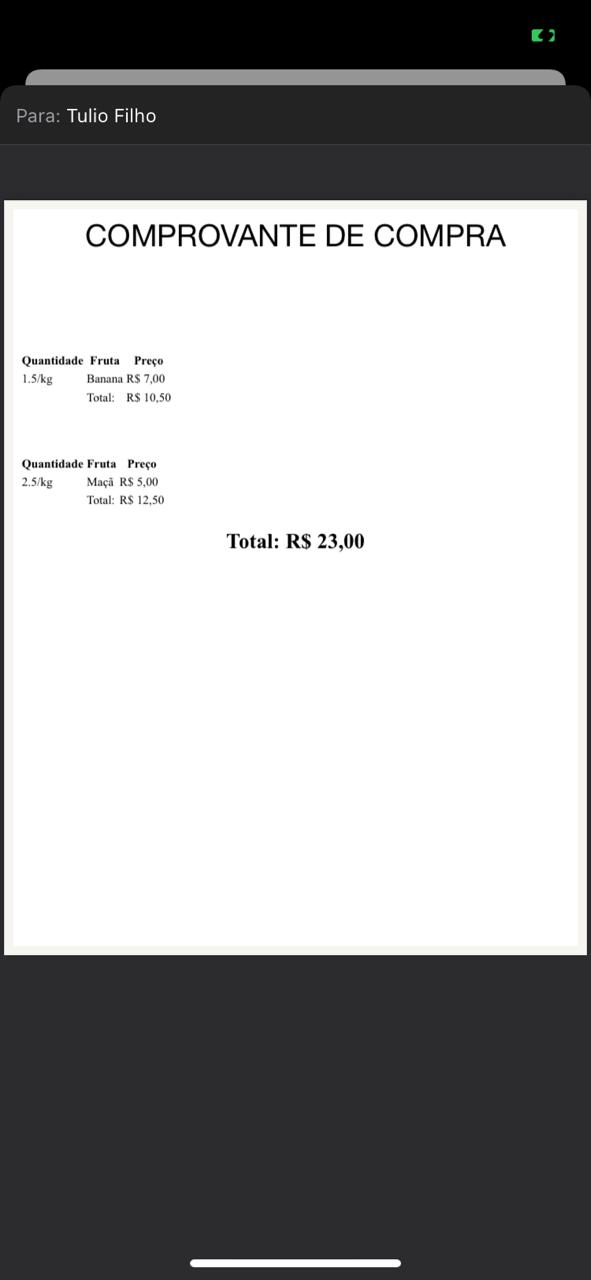 Para: Tulio Filho
COMPROVANTE DE COMPRA
Quantidade Fruta Preço
1.5/kg Banana R$ 7,00
Total: R$ 10,50
Quantidade Fruta Preço
2.5/kg Maçã R$ 5,00
Total: R$ 12,50
Total: R$ 23,00